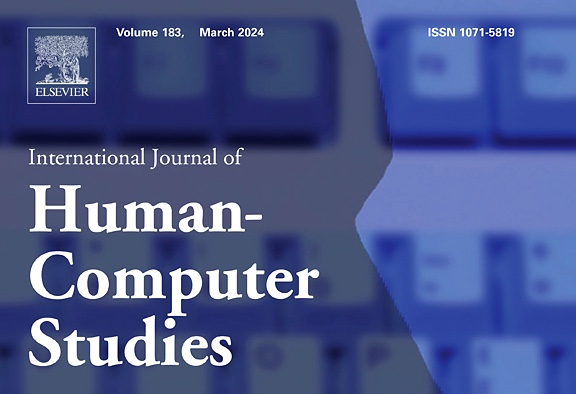 Volume 183, March 2024
ISSN 1071-5819
ELSEVIER
International Journal of
Human-
Computer
Studies
O
P